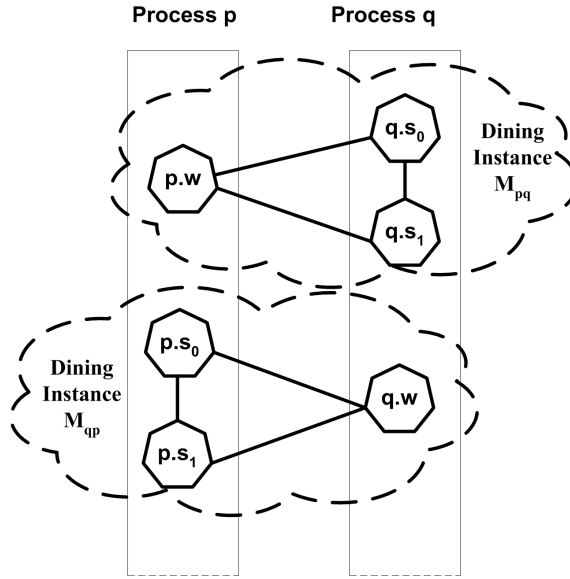 Process p
Process q
q.s0
Dining
Instance
Mpq
p.w
q.s1
p.s0
Dining
Instance
Mqp
q.w
p.s1